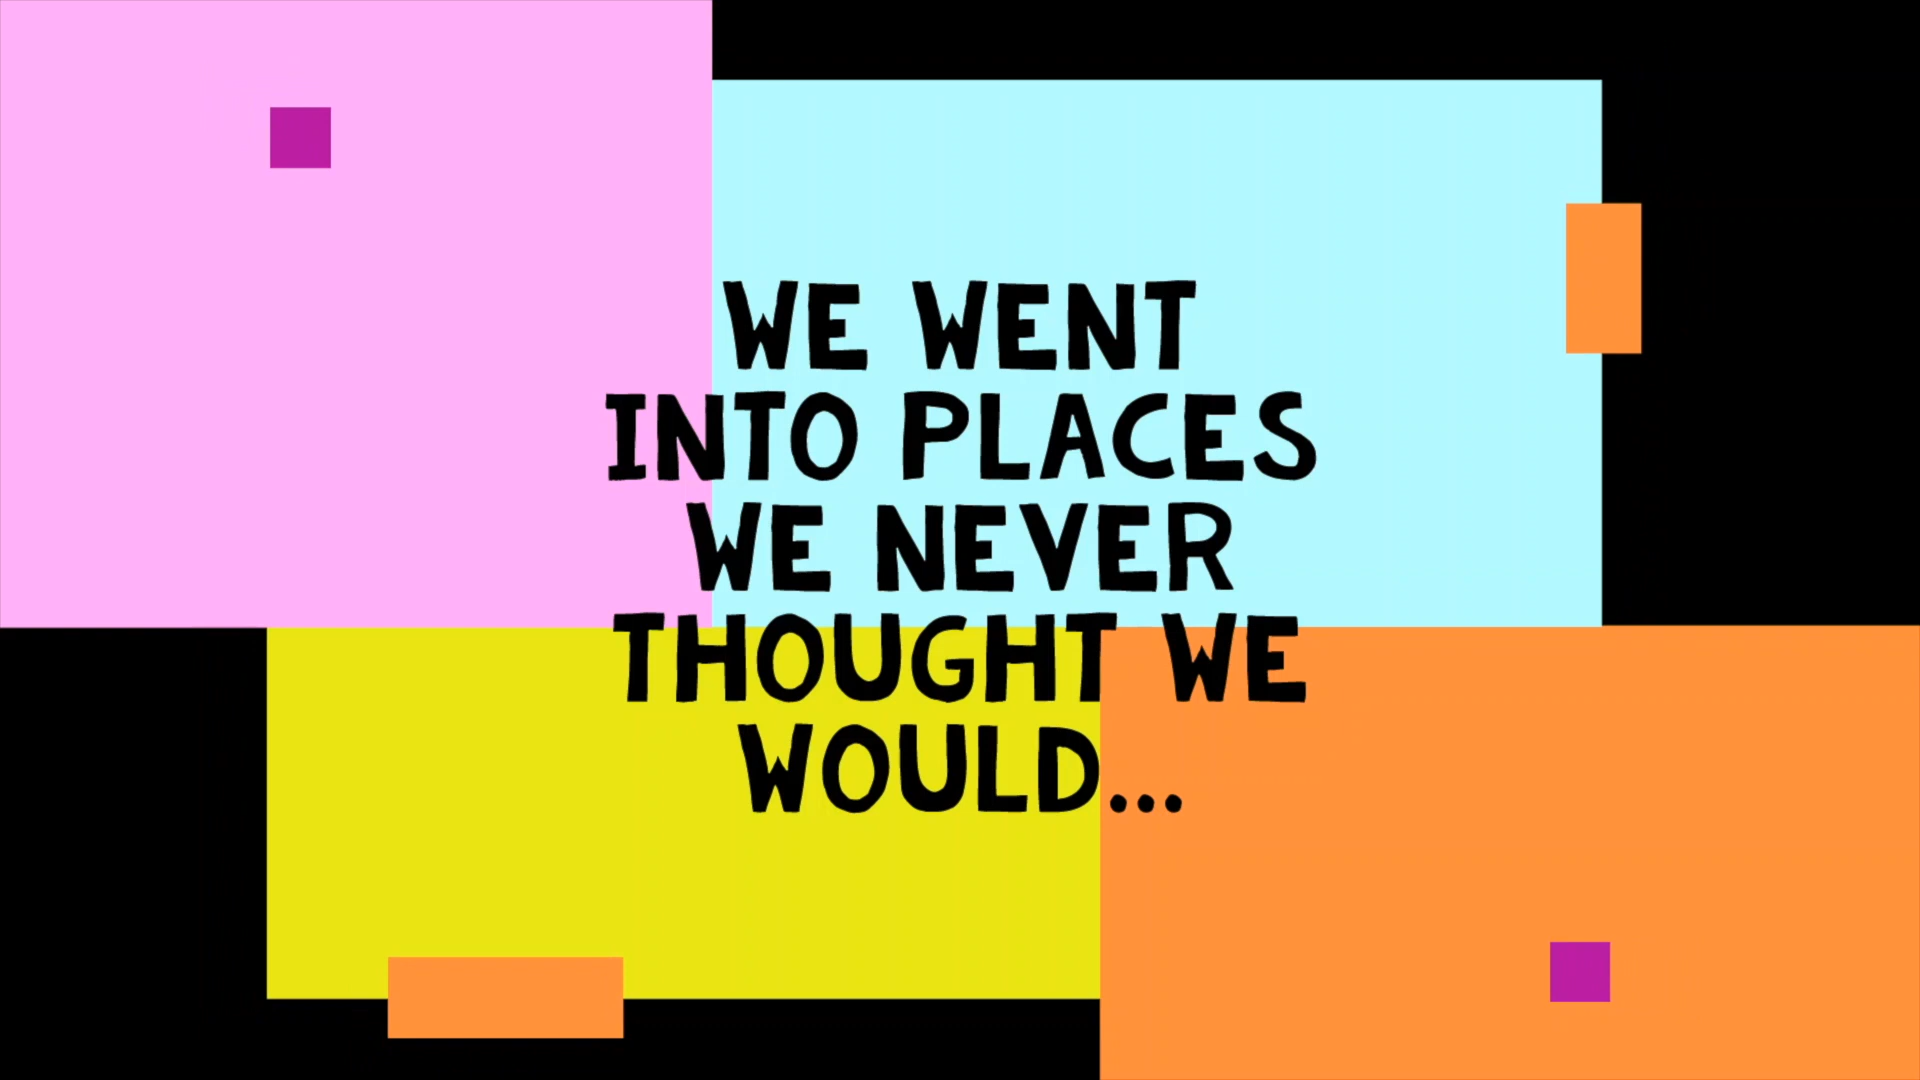 WE WENT
INTO PLACES
WE NEVER
THOUGHT WE
WOULD...